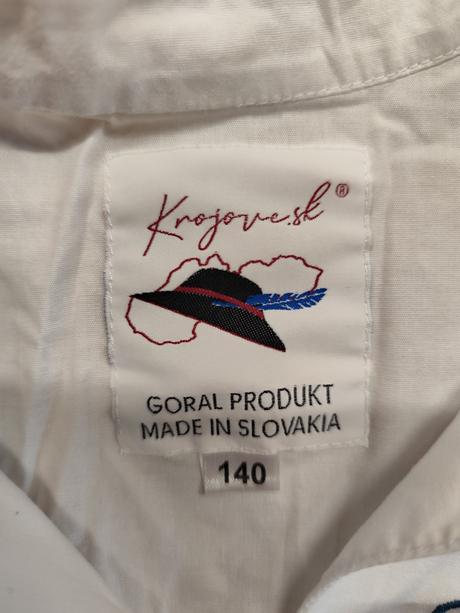 Krojove.sk®
GORAL PRODUKT
MADE IN SLOVAKIA
140